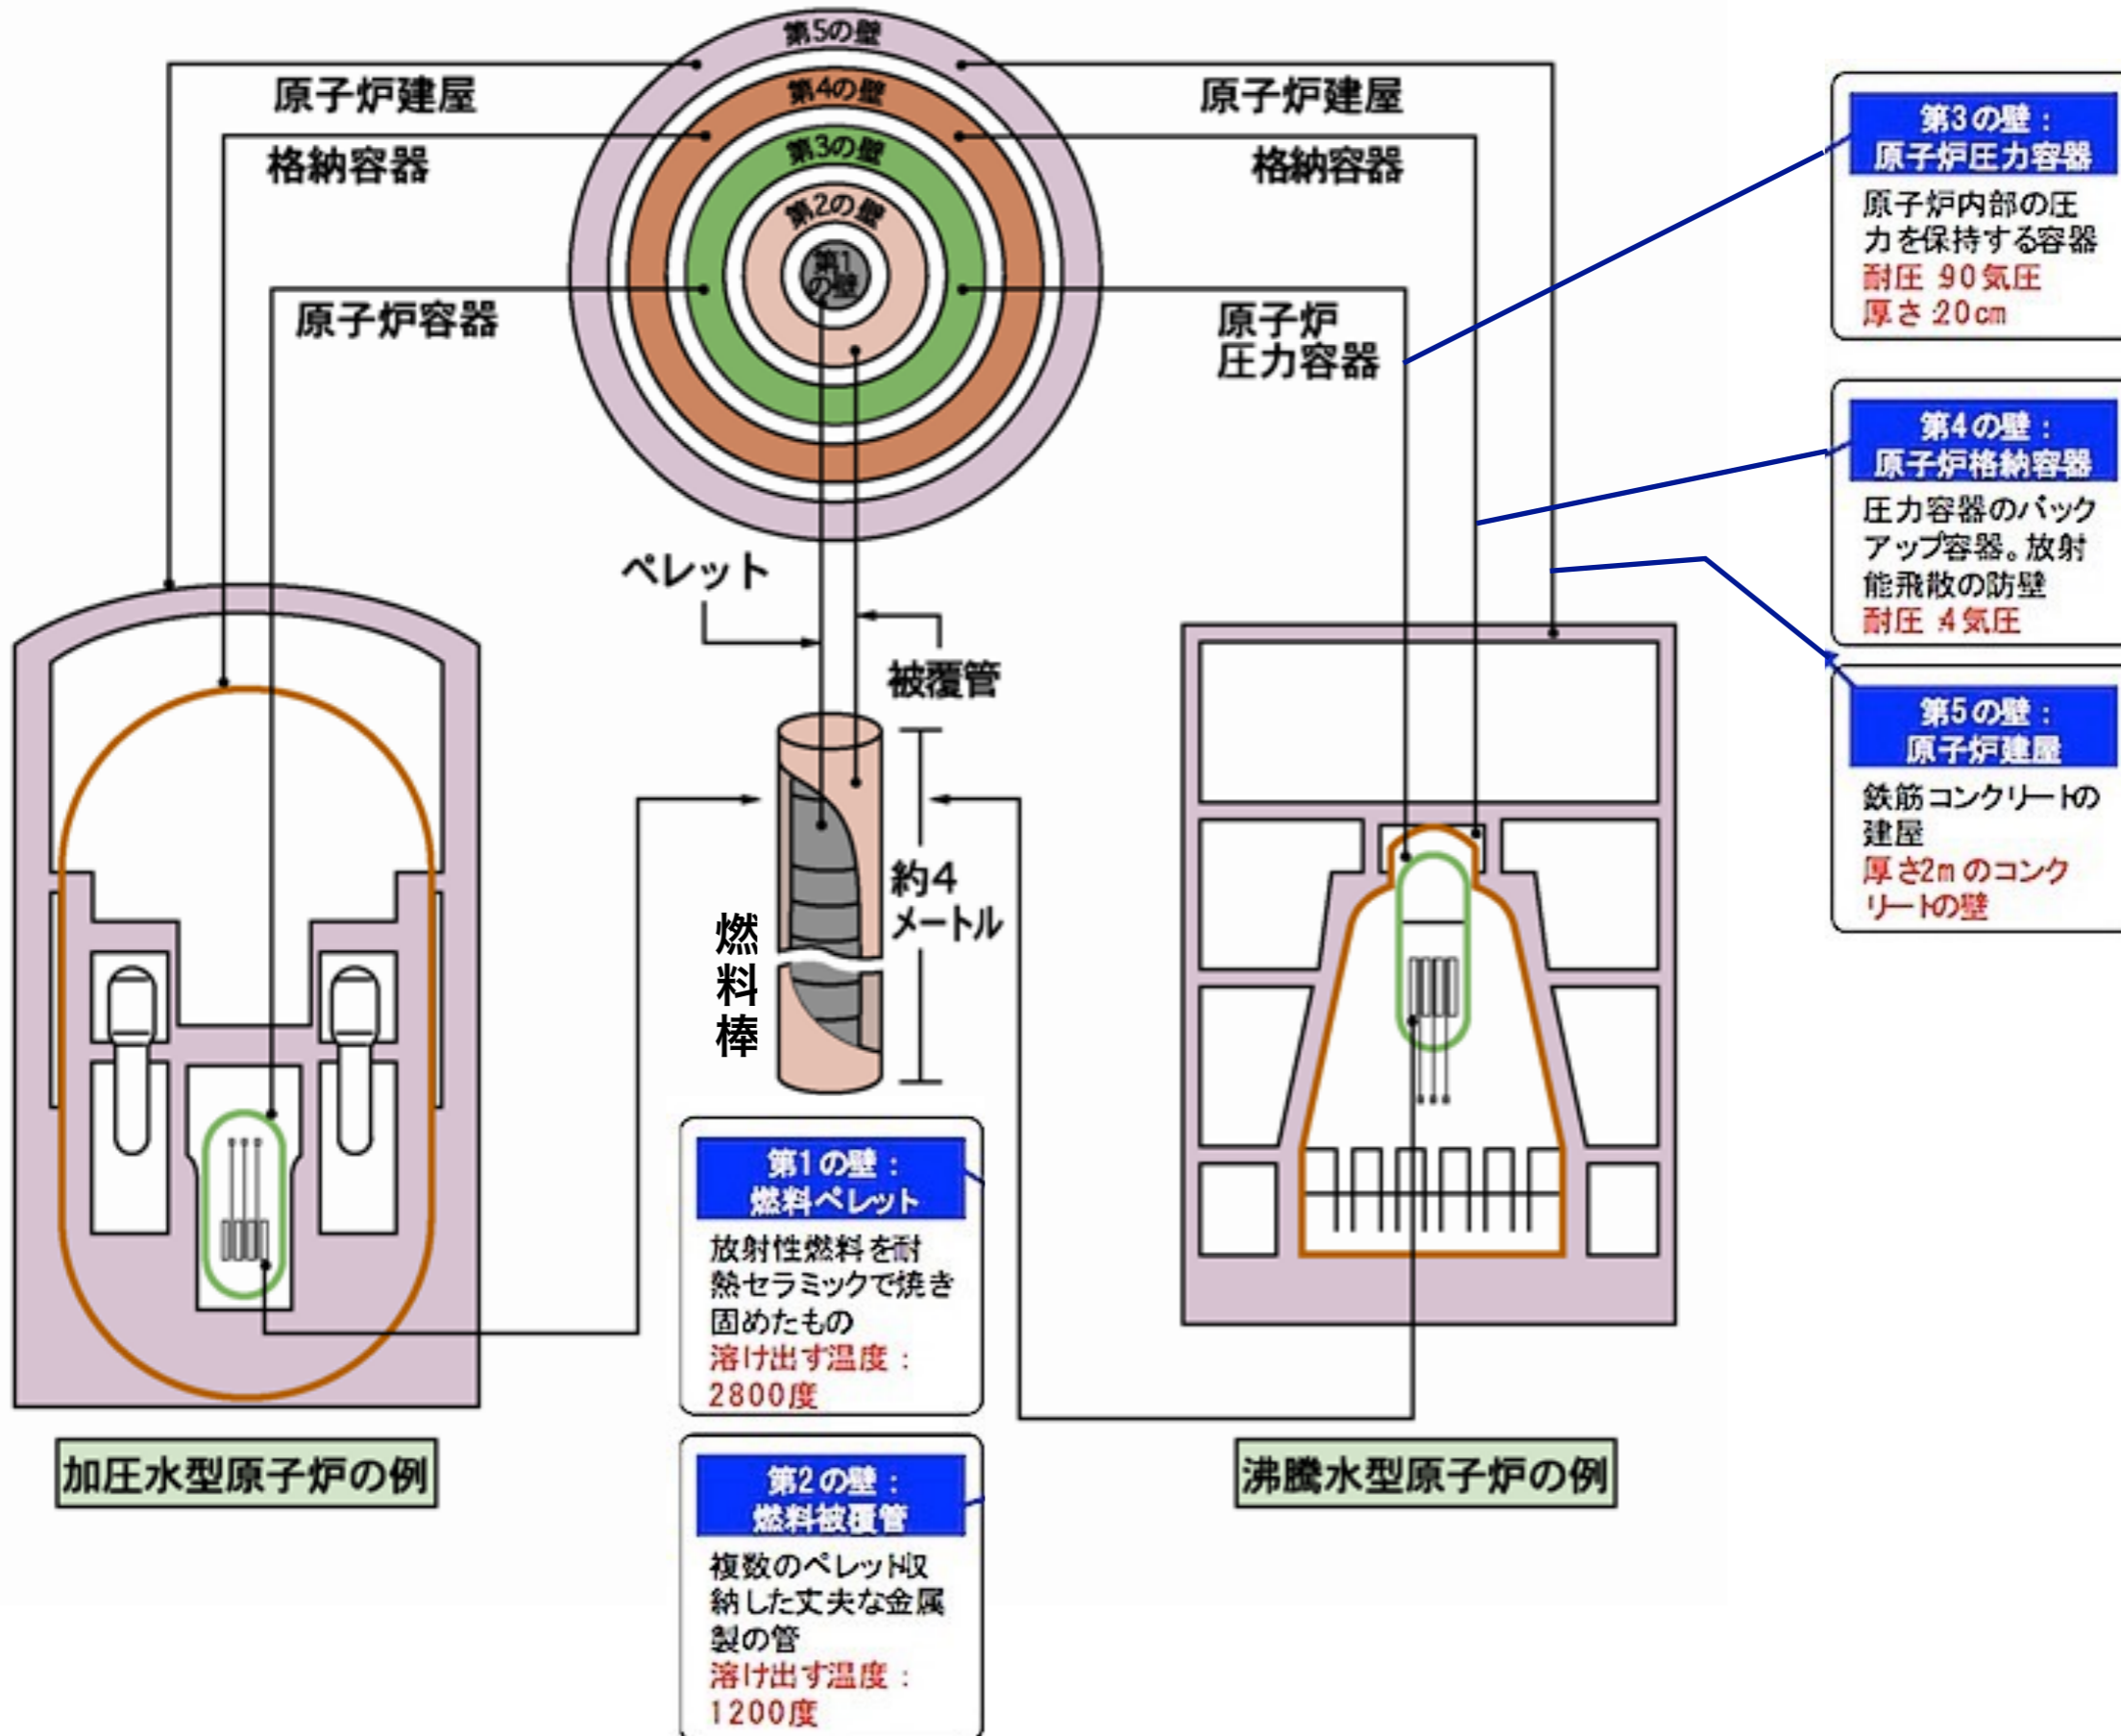 第5の壁
第4の壁
第3の壁
第2の壁
第1
の壁
原子炉建屋
格納容器
原子炉容器
原子炉建屋
格納容器
原子炉
圧力容器
ペレット
被覆管
約4
メートル
燃
料
棒
加圧水型原子炉の例
沸騰水型原子炉の例
第1の壁：
燃料ペレット
放射性燃料を耐
熱セラミックで焼き
固めたもの
溶け出す温度：
2800度
第2の壁：
燃料被覆管
複数のペレット収
納した丈夫な金属
製の管
溶け出す温度：
1200度
第3の壁：
原子炉圧力容器
原子炉内部の圧
力を保持する容器
耐圧:90気圧
厚さ:20cm
第4の壁：
原子炉格納容器
圧力容器のバック
アップ容器。放射
能飛散の防壁
耐圧:4気圧
第5の壁：
原子炉建屋
鉄筋コンクリートの
建屋
厚さ2mのコンク
リートの壁